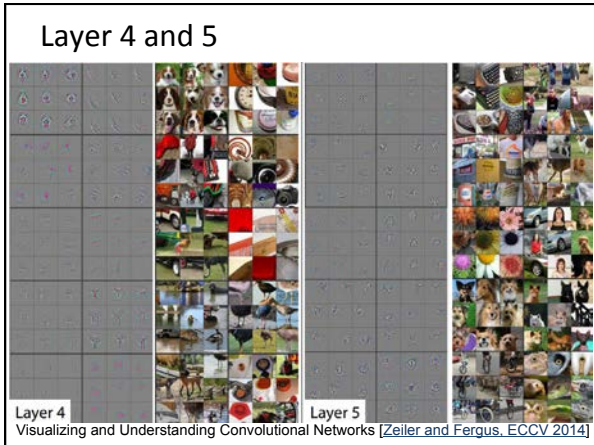 Layer 4 and 5
Layer 4
Layer 5
Visualizing and Understanding Convolutional Networks [Zeiler and Fergus, ECCV 2014]